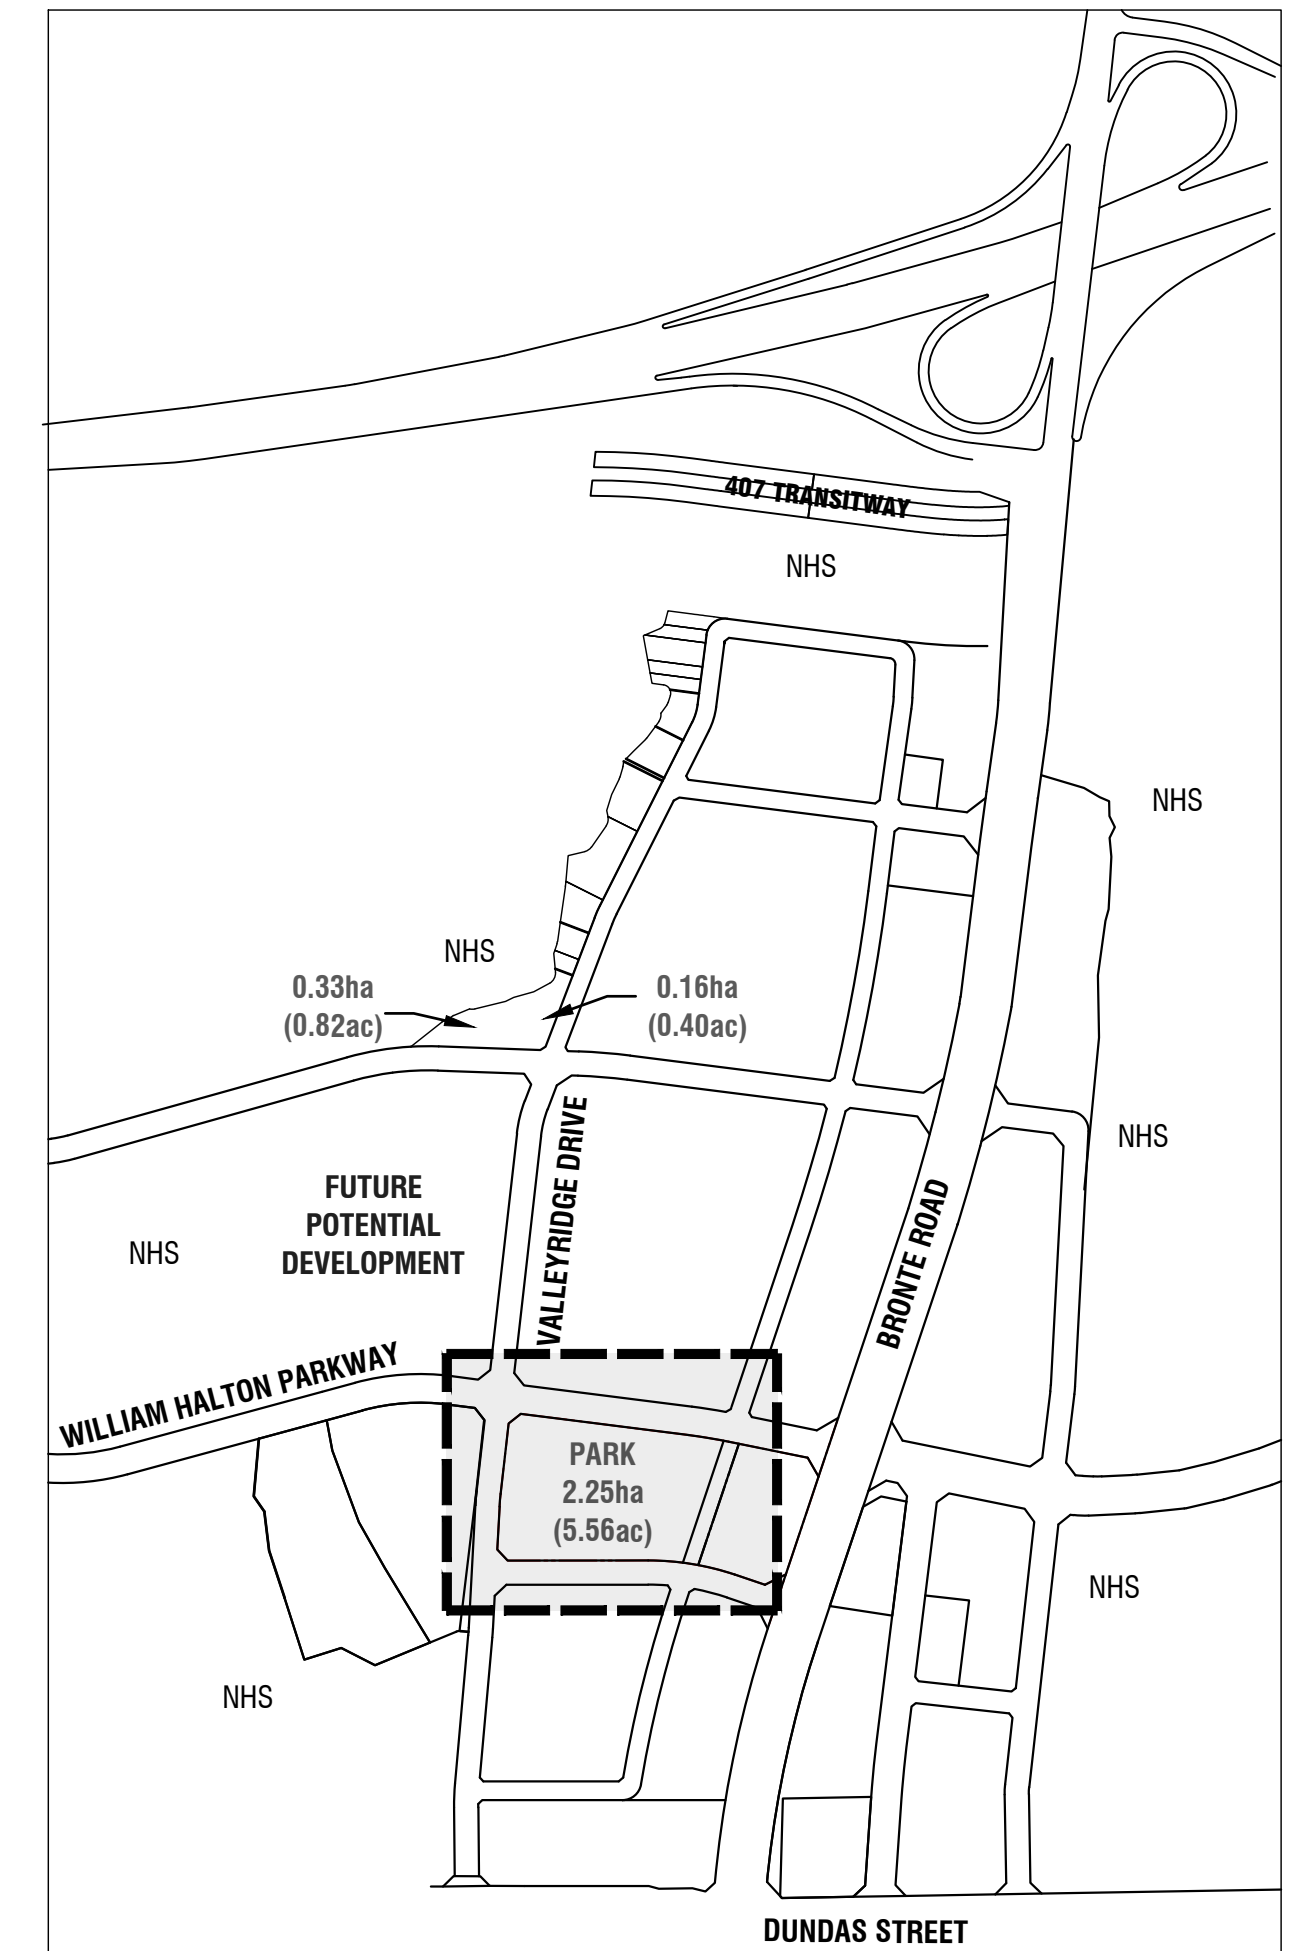 407 TRANSITWAY
NHS
NHS
NHS
0.33ha
(0.82ac)
0.16ha
(0.40ac)
NHS
VALLEYRIDGE DRIVE
FUTURE
POTENTIAL
DEVELOPMENT
NHS
BRONTE ROAD
WILLIAM HALTON PARKWAY
PARK
2.25ha
(5.56ac)
NHS
NHS
DUNDAS STREET